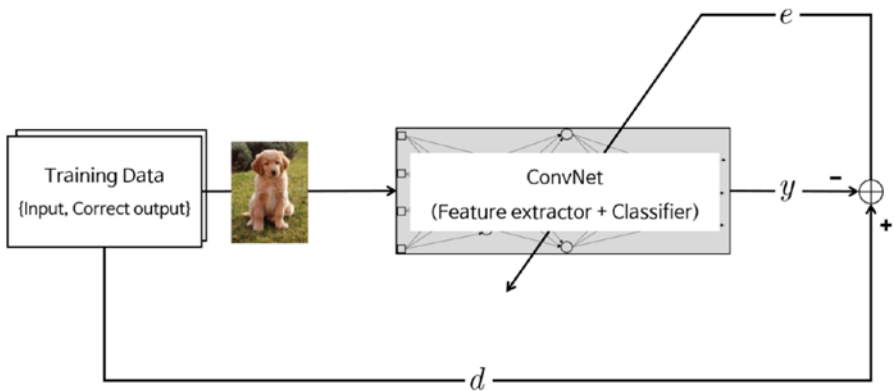 e
Training Data
{Input, Correct output}
ConvNet
(Feature extractor + Classifier)
y
-
+
d